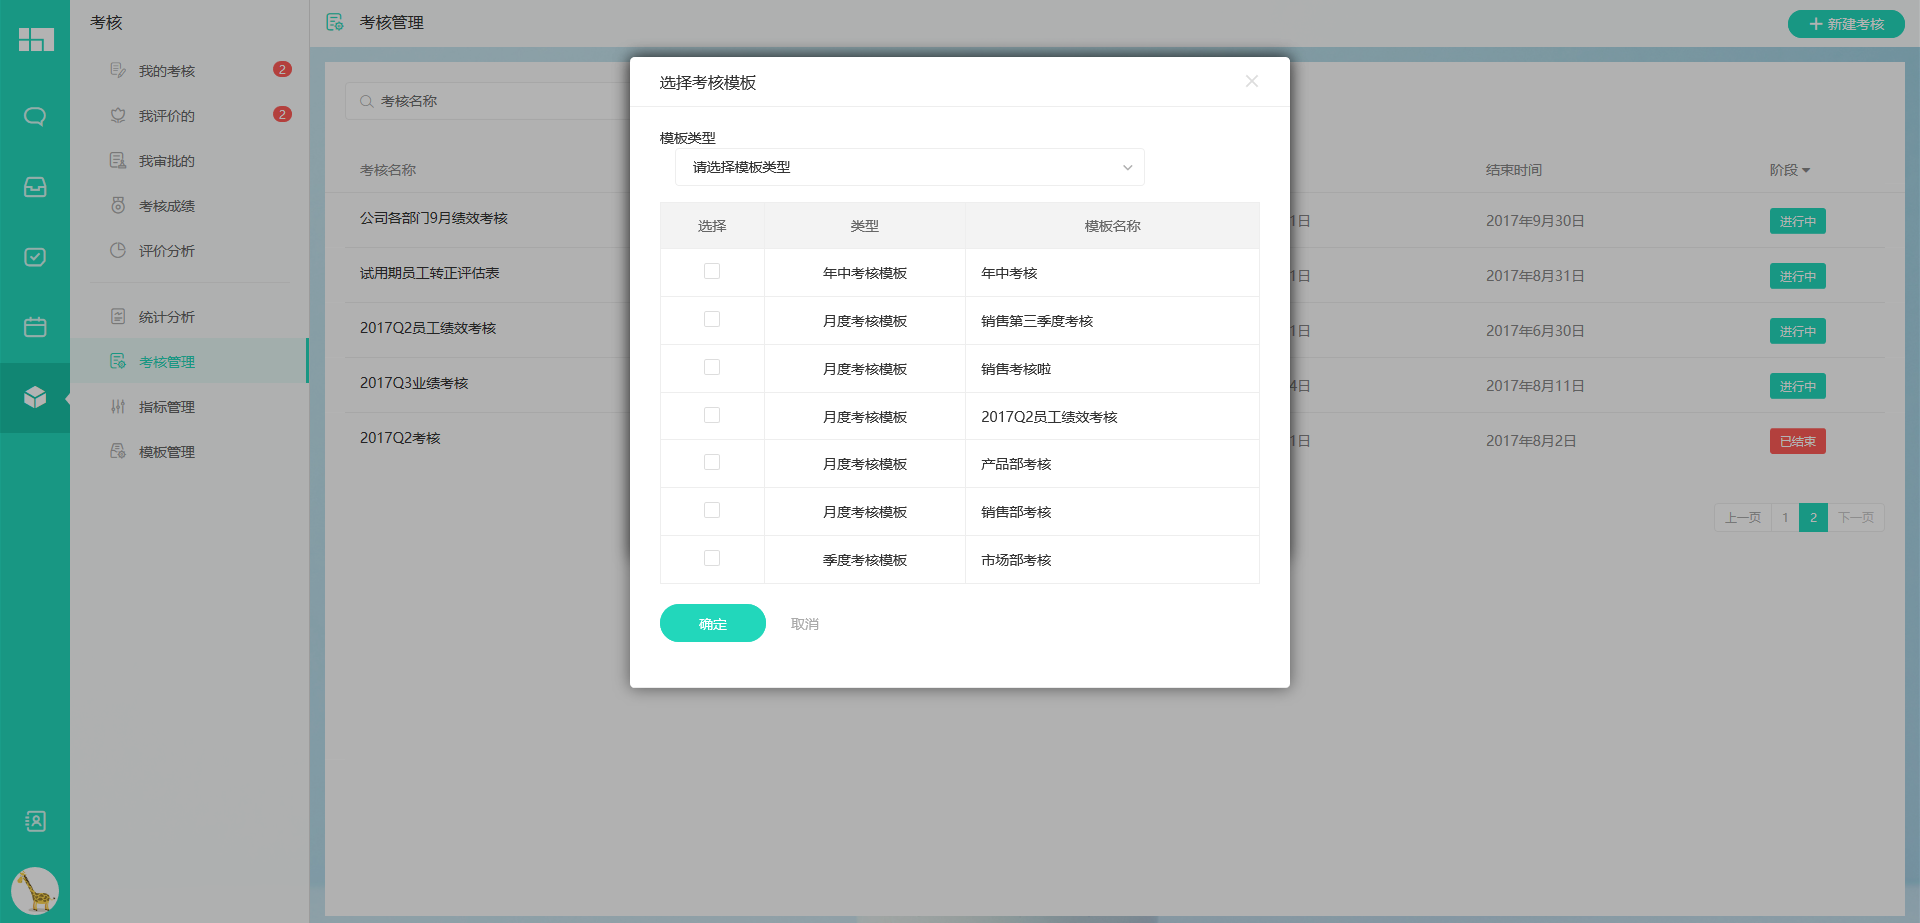 考核
考核管理
新建考核
我的考核 2
我评价的 2
我审批的
考核成绩
评价分析
统计分析
考核管理
指标管理
模板管理
考核名称
考核名称 结束时间 阶段
公司各部门9月绩效考核 1日 2017年9月30日 进行中
试用期员工转正评估表 1日 2017年8月31日 进行中
2017Q2员工绩效考核 1日 2017年6月30日 进行中
2017Q3业绩考核 4日 2017年8月11日 进行中
2017Q2考核 1日 2017年8月2日 已结束
上一页 1 2 下一页
选择考核模板
模板类型
请选择模板类型
选择 类型 模板名称
年中考核模板 年中考核
月度考核模板 销售第三季度考核
月度考核模板 销售考核啦
月度考核模板 2017Q2员工绩效考核
月度考核模板 产品部考核
月度考核模板 销售部考核
季度考核模板 市场部考核
确定 取消